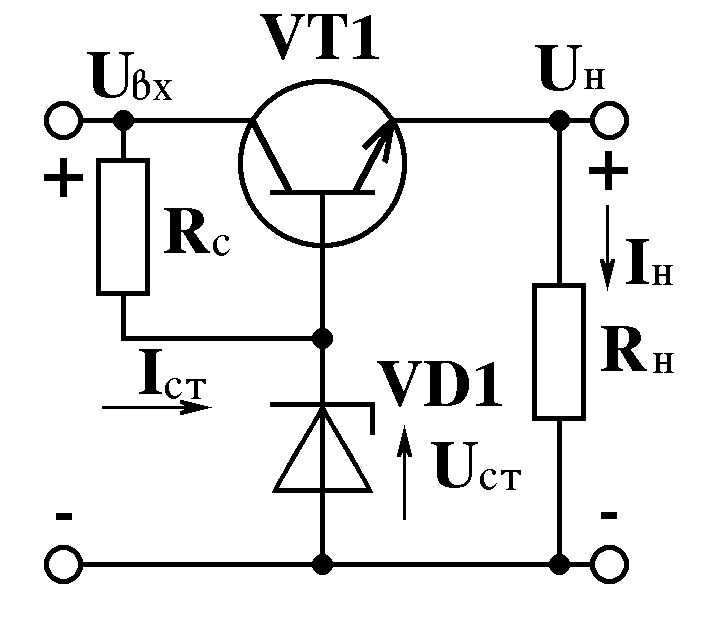 VT1
Uвх
Uн
+
+
Rс
Iн
Rн
Iст
VD1
Uст
-
-